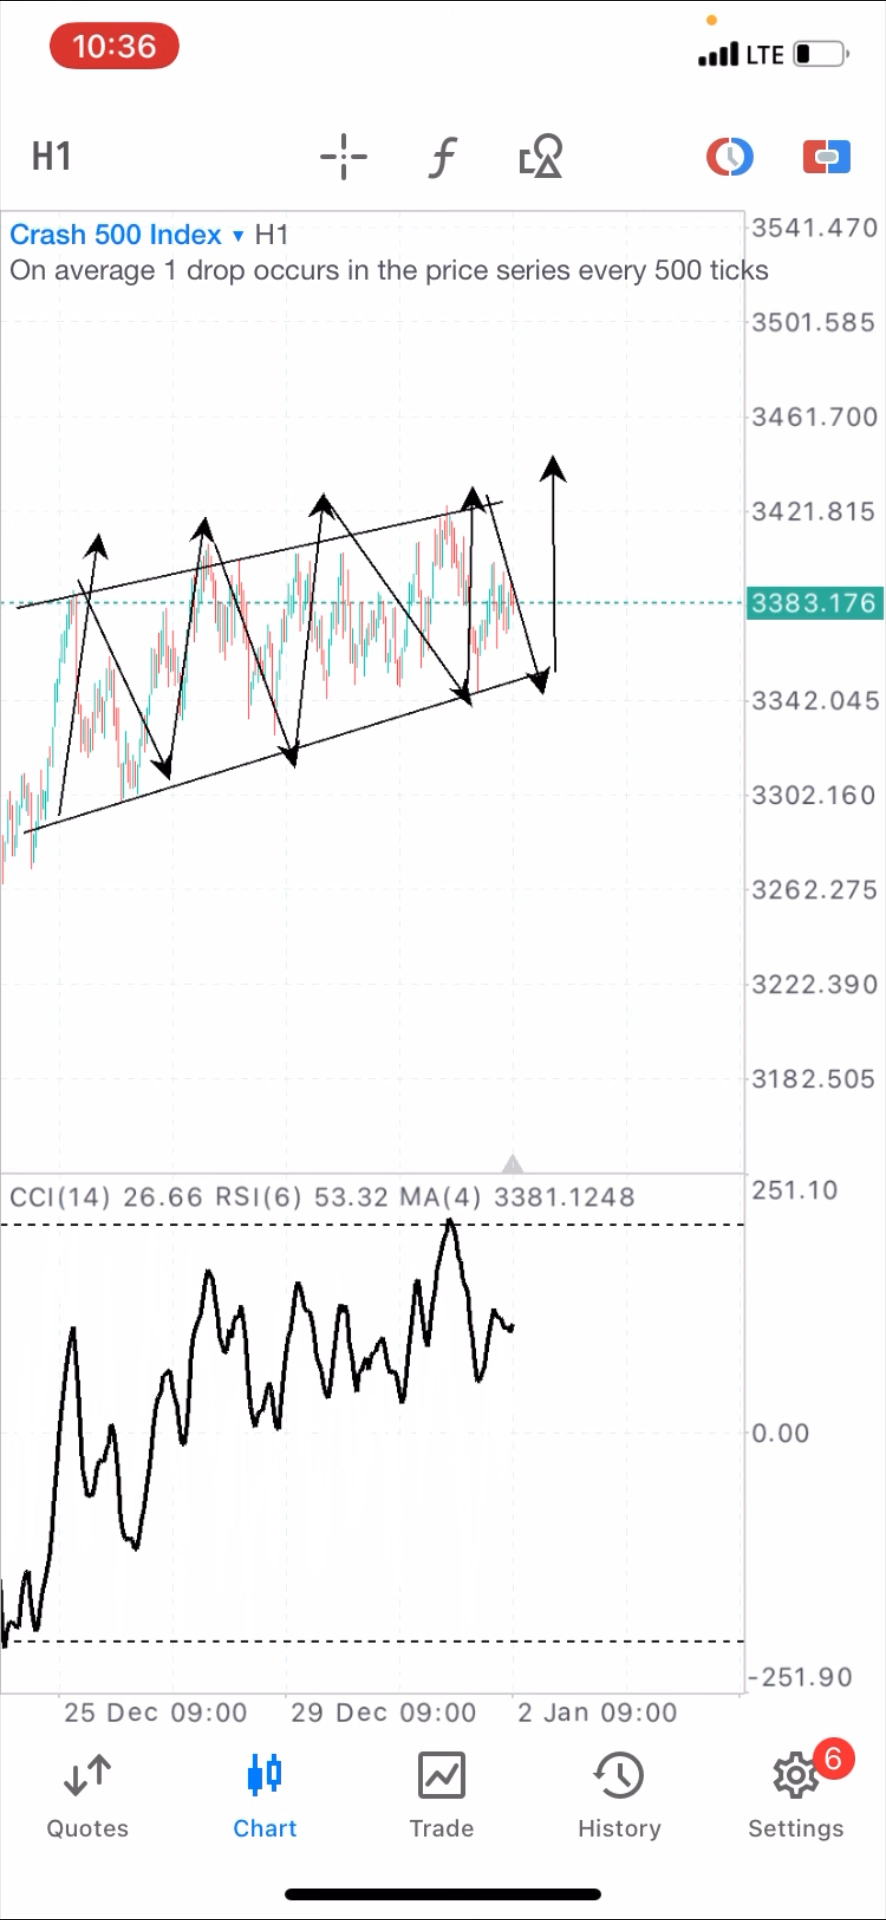 10:36
LTE
H1
f
Crash 500 Index ▾ H1
On average 1 drop occurs in the price series every 500 ticks
3541.470
3501.585
3461.700
3421.815
3383.176
3342.045
3302.160
3262.275
3222.390
3182.505
CCI(14) 26.66 RSI(6) 53.32 MA(4) 3381.1248
251.10
0.00
-251.90
25 Dec 09:00 29 Dec 09:00 2 Jan 09:00
6
Quotes Chart Trade History Settings